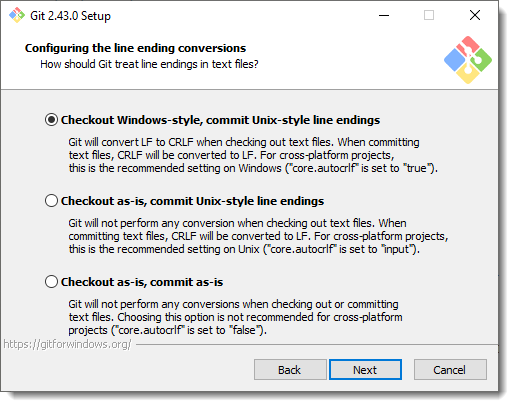 Git 2.43.0 Setup
Configuring the line ending conversions
How should Git treat line endings in text files?
Checkout Windows-style, commit Unix-style line endings
Git will convert LF to CRLF when checking out text files. When committing
text files, CRLF will be converted to LF. For cross-platform projects,
this is the recommended setting on Windows ("core.autocrlf" is set to "true").
Checkout as-is, commit Unix-style line endings
Git will not perform any conversion when checking out text files. When
committing text files, CRLF will be converted to LF. For cross-platform projects,
this is the recommended setting on Unix ("core.autocrlf" is set to "input").
Checkout as-is, commit as-is
Git will not perform any conversions when checking out or committing
text files. Choosing this option is not recommended for cross-platform
projects ("core.autocrlf" is set to "false").
https://gitforwindows.org/
Back Next Cancel